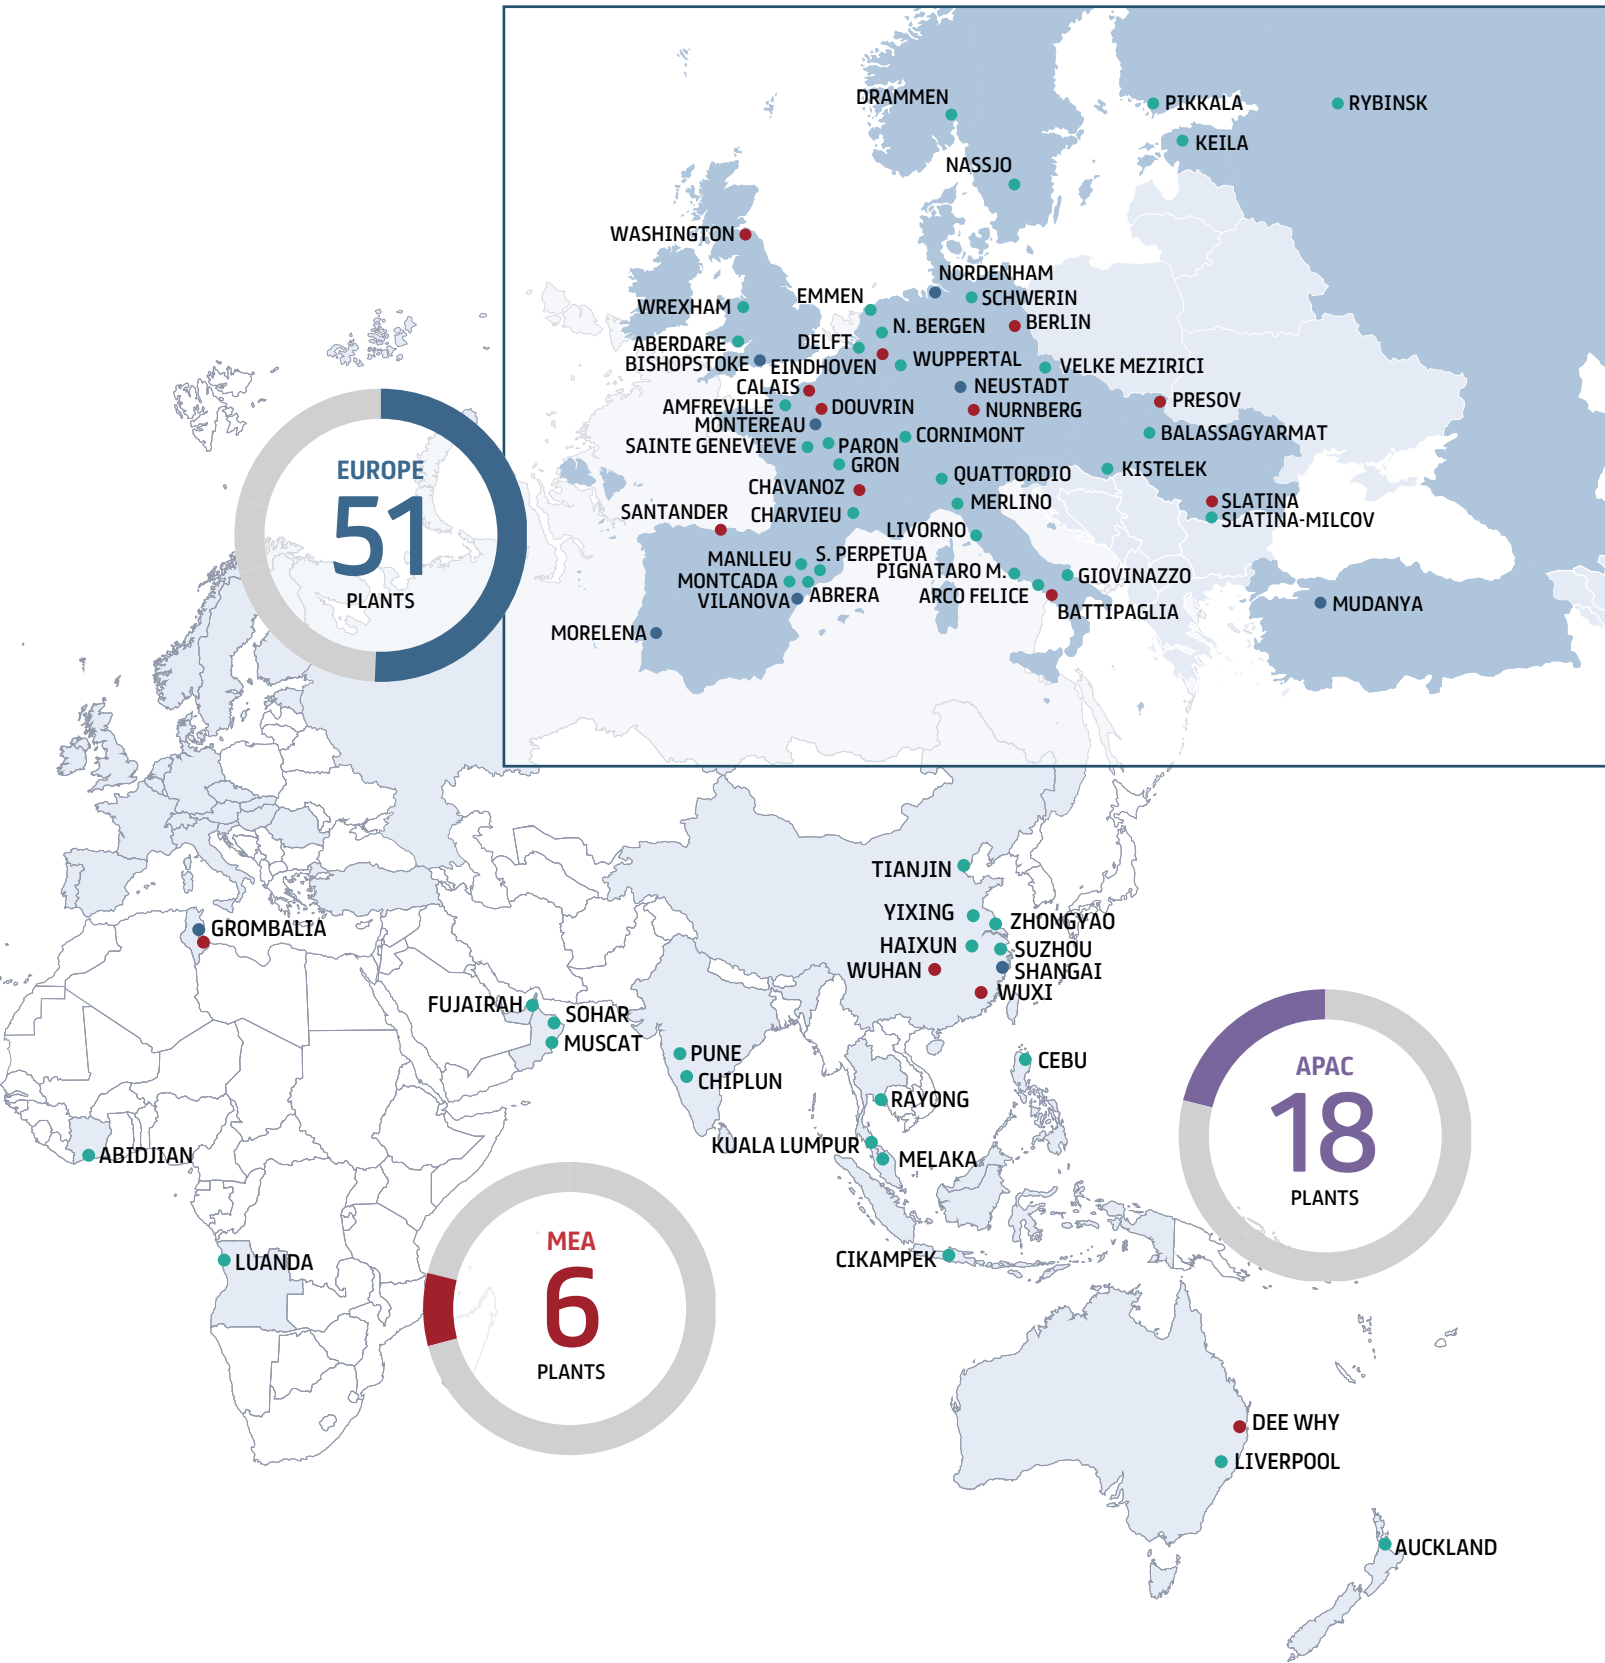 DRAMMEN
PIKKALA
RYBINSK
KEILA
NASSJO
WASHINGTON
NORDENHAM
EMMEN
SCHWERIN
WREXHAM
N. BERGEN
BERLIN
ABERDARE
DELFT
BISHOPSTOKE
EINDHOVEN
WUPPERTAL
VELKE MEZIRICI
CALAIS
NEUSTADT
AMFREVILLE
DOUVRIN
NURNBERG
PRESOV
MONTEREAU
CORNIMONT
BALASSAGYARMAT
SAINTE GENEVIEVE
PARON
GRON
KISTELEK
QUATTORDIO
CHAVANOZ
MERLINO
SLATINA
SANTANDER
CHARVIEU
SLATINA-MILCOV
LIVORNO
MANLLEU
S. PERPETUA
PIGNATARO M.
MONTCADA
GIOVINAZZO
VILANOVA
ABRERA
ARCO FELICE
BATTIPAGLIA
MUDANYA
MORELENA
EUROPE
51
PLANTS
TIANJIN
YIXING
ZHONGYAO
GROMBALIA
HAIXUN
SUZHOU
WUHAN
SHANGAI
WUXI
FUJAIRAH
SOHAR
MUSCAT
PUNE
CEBU
CHIPLUN
RAYONG
KUALA LUMPUR
MELAKA
ABIDJIAN
APAC
18
PLANTS
LUANDA
CIKAMPEK
MEA
6
PLANTS
DEE WHY
LIVERPOOL
AUCKLAND